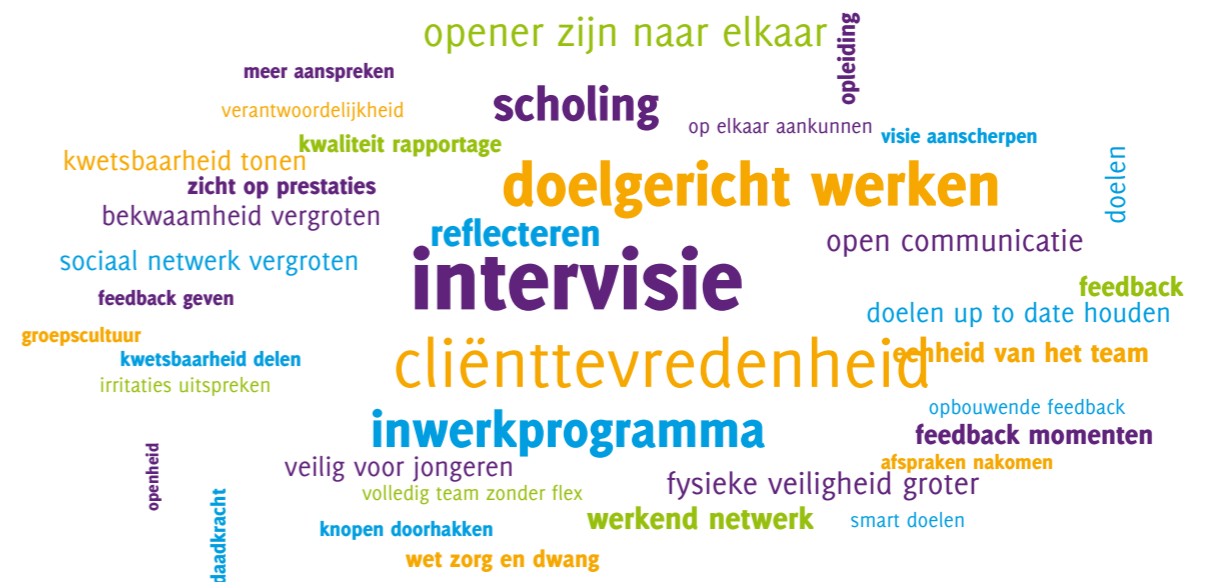 opener zijn naar elkaar
opleiding
meer aanspreken
scholing
verantwoordelijkheid
op elkaar aankunnen
visie aanscherpen
kwaliteit rapportage
kwetsbaarheid tonen
doelgericht werken
doelen
zicht op prestaties
bekwaamheid vergroten
reflecteren
open communicatie
sociaal netwerk vergroten
intervisie
feedback
feedback geven
doelen up to date houden
groepscultuur
cliënttevredenheid
eenheid van het team
kwetsbaarheid delen
irritaties uitspreken
opbouwende feedback
inwerkprogramma
feedback momenten
afspraken nakomen
veilig voor jongeren
openheid
fysieke veiligheid groter
volledig team zonder flex
daadkracht
werkend netwerk
smart doelen
knopen doorhakken
wet zorg en dwang